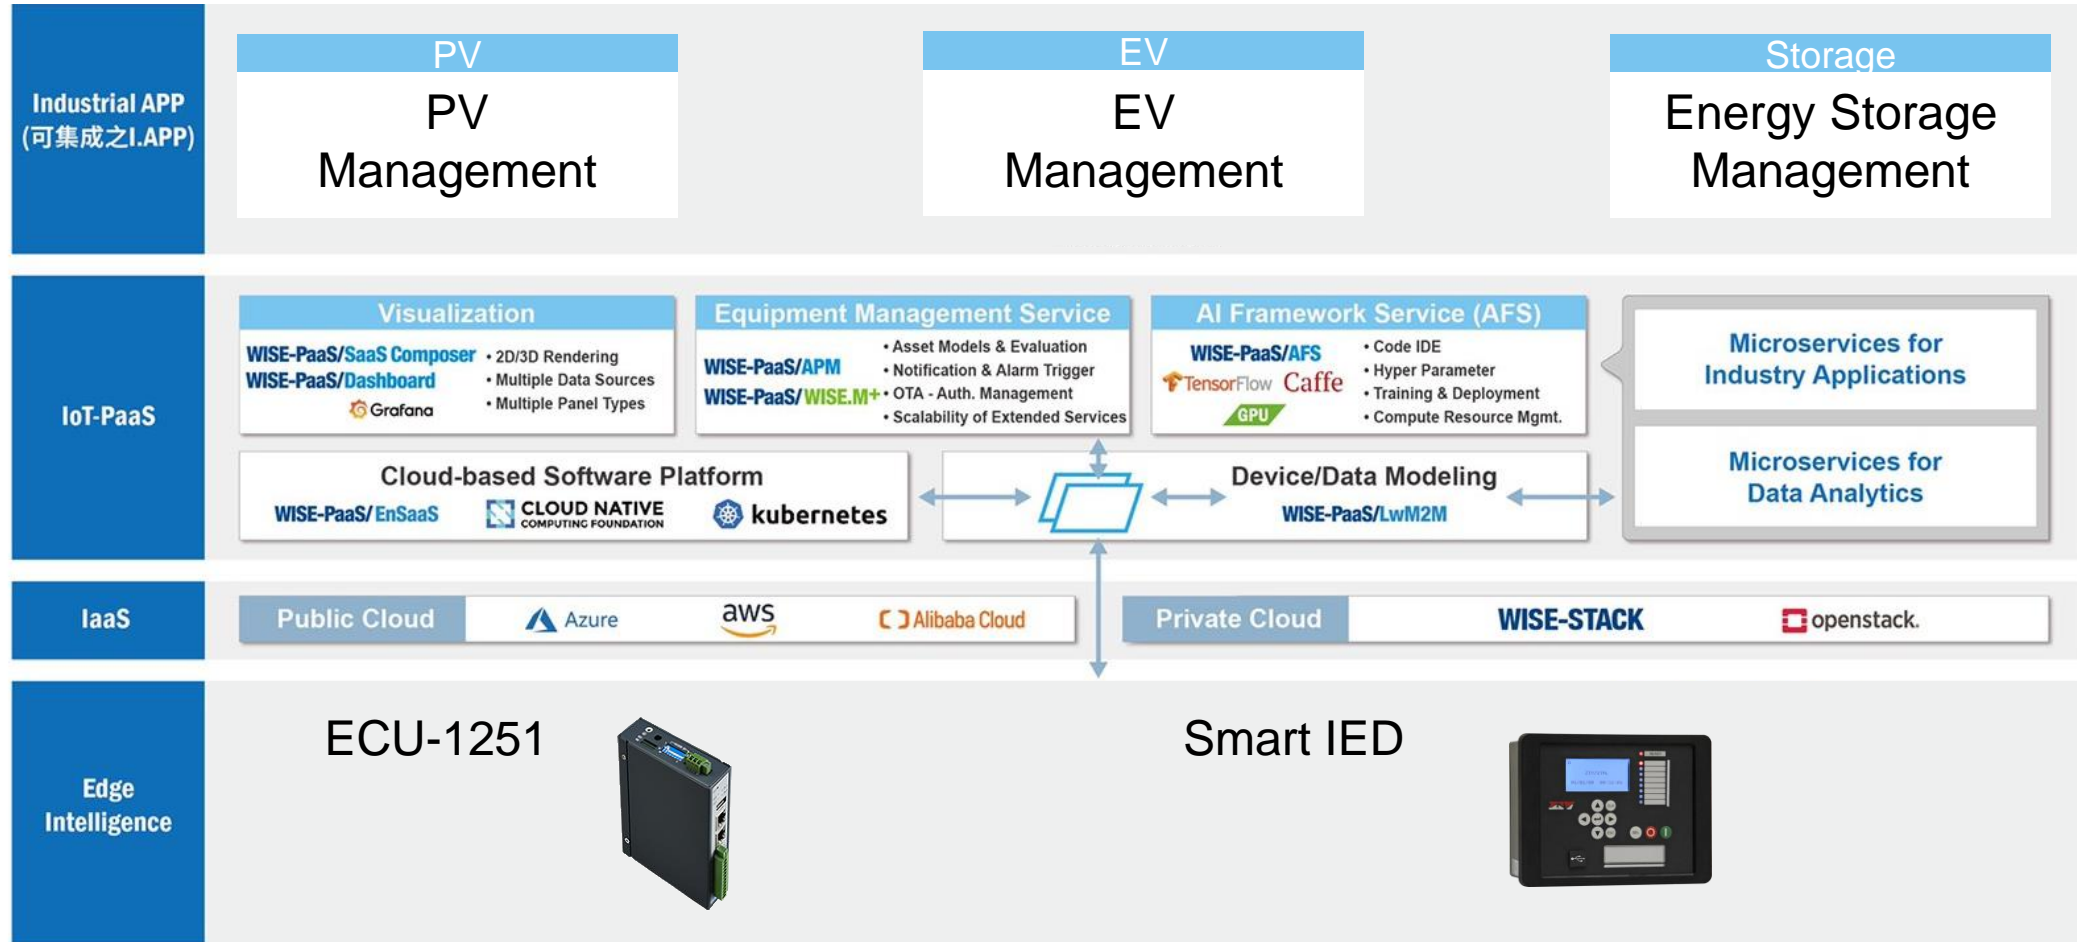 Industrial APP
(可集成之I.APP)
PV
PV
Management
EV
EV
Management
Storage
Energy Storage
Management
IoT-PaaS
Visualization
WISE-PaaS/SaaS Composer
WISE-PaaS/Dashboard
Grafana
• 2D/3D Rendering
• Multiple Data Sources
• Multiple Panel Types
Equipment Management Service
WISE-PaaS/APM
WISE-PaaS/WISE.M+
• Asset Models & Evaluation
• Notification & Alarm Trigger
• OTA - Auth. Management
• Scalability of Extended Services
AI Framework Service (AFS)
WISE-PaaS/AFS
TensorFlow Caffe
GPU
• Code IDE
• Hyper Parameter
• Training & Deployment
• Compute Resource Mgmt.
Microservices for
Industry Applications
Microservices for
Data Analytics
Cloud-based Software Platform
WISE-PaaS/EnSaaS
CLOUD NATIVE
COMPUTING FOUNDATION
kubernetes
Device/Data Modeling
WISE-PaaS/LwM2M
IaaS
Public Cloud
Azure
aws
Alibaba Cloud
Private Cloud
WISE-STACK
openstack.
Edge
Intelligence
ECU-1251
Smart IED